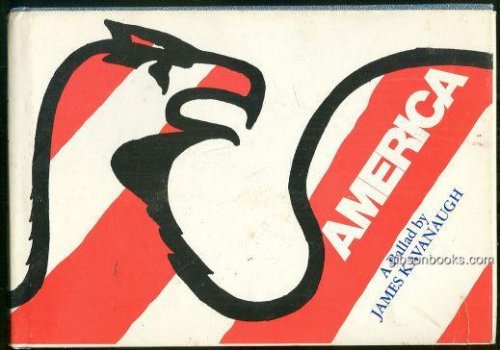 AMERICA
A Ballad by
JAMES KAVANAUGH
gibsonbooks.com